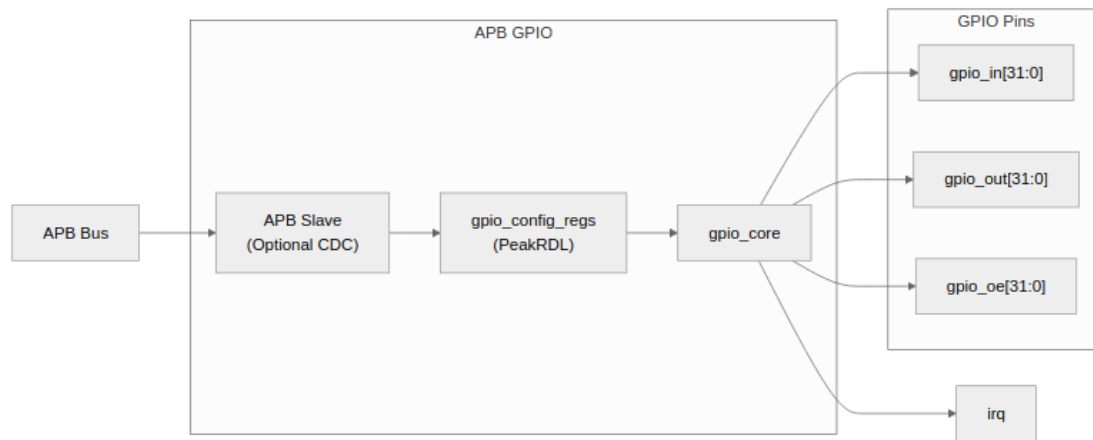 APB GPIO
GPIO Pins
APB Bus
APB Slave
(Optional CDC)
gpio_config_regs
(PeakRDL)
gpio_core
gpio_in[31:0]
gpio_out[31:0]
gpio_oe[31:0]
irq